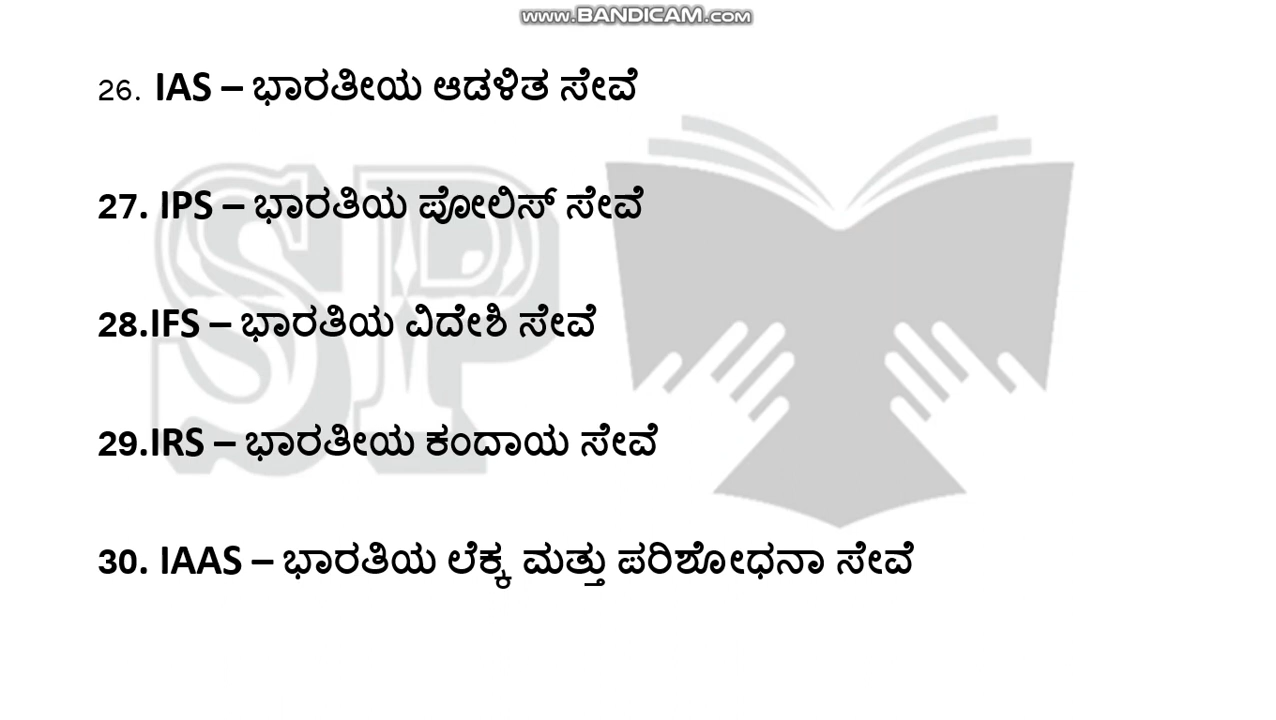 www.BANDICAM.com
26. IAS – ಭಾರತೀಯ ಆಡಳಿತ ಸೇವೆ
27. IPS – ಭಾರತಿಯ ಪೋಲಿಸ್ ಸೇವೆ
28.IFS – ಭಾರತಿಯ ವಿದೇಶಿ ಸೇವೆ
29.IRS – ಭಾರತೀಯ ಕಂದಾಯ ಸೇವೆ
30. IAAS – ಭಾರತಿಯ ಲೆಕ್ಕ ಮತ್ತು ಪರಿಶೋಧನಾ ಸೇವೆ
SP